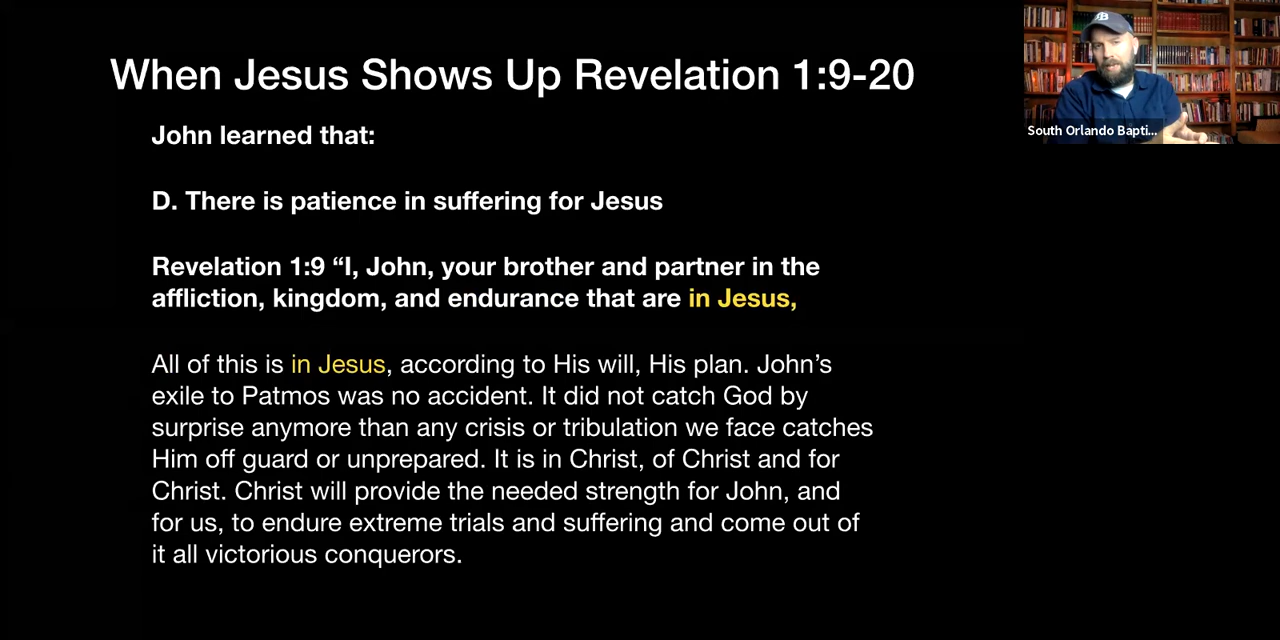 When Jesus Shows Up Revelation 1:9-20
John learned that:
D. There is patience in suffering for Jesus
Revelation 1:9 “I, John, your brother and partner in the
affliction, kingdom, and endurance that are in Jesus,
All of this is in Jesus, according to His will, His plan. John’s
exile to Patmos was no accident. It did not catch God by
surprise anymore than any crisis or tribulation we face catches
Him off guard or unprepared. It is in Christ, of Christ and for
Christ. Christ will provide the needed strength for John, and
for us, to endure extreme trials and suffering and come out of
it all victorious conquerors.
South Orlando Bapti...